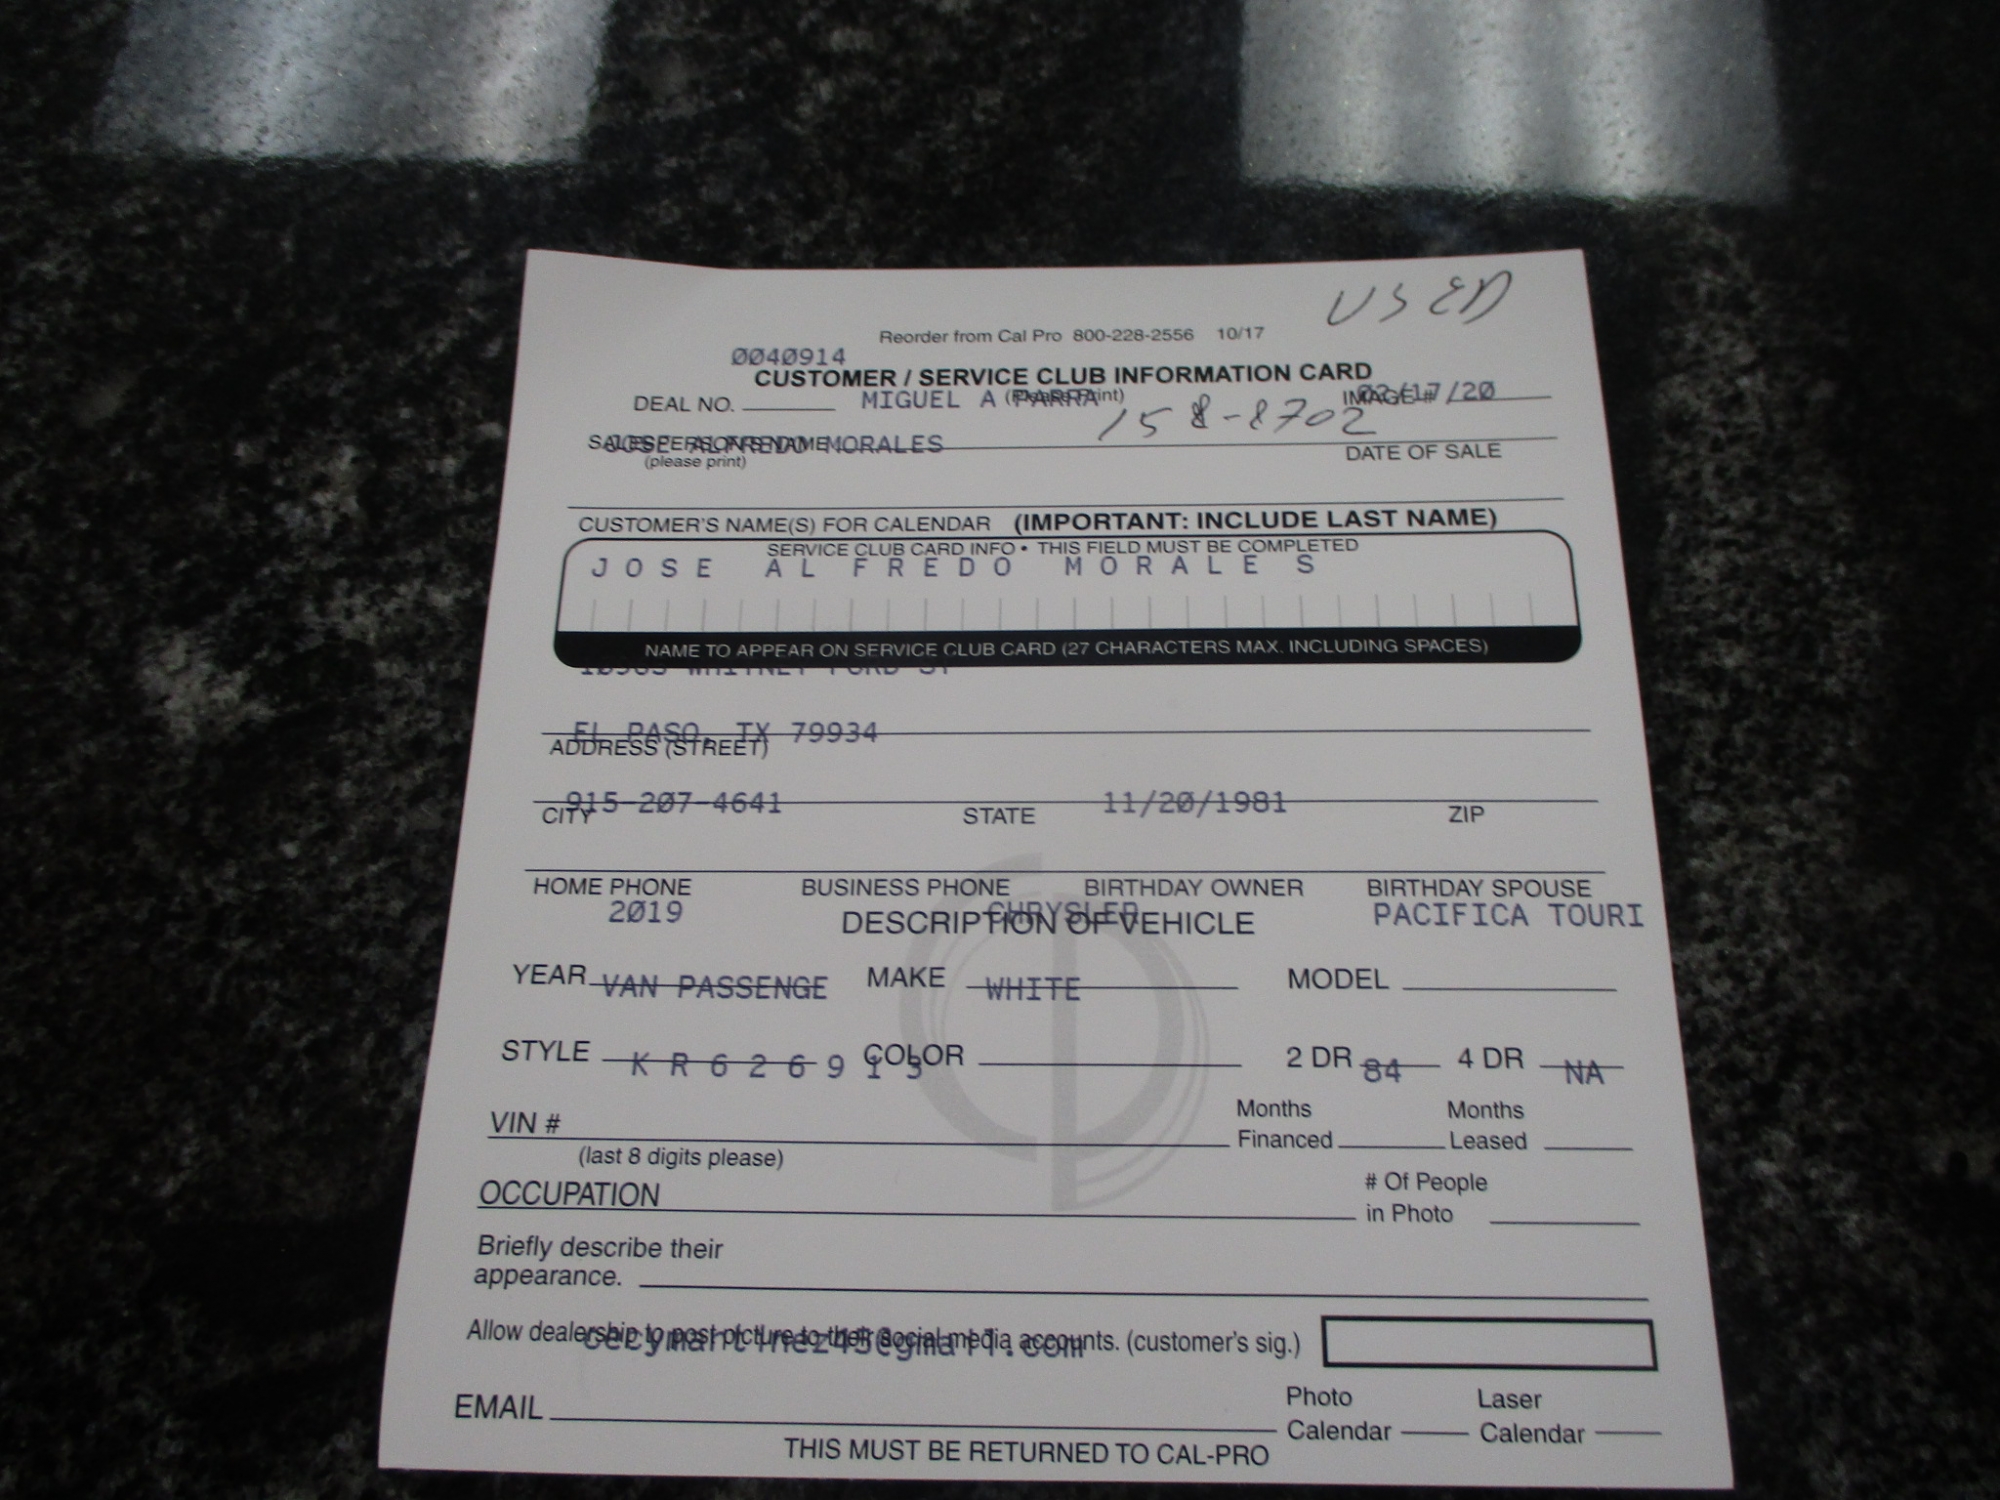 USED
Reorder from Cal Pro 800-228-2556 10/17
0040914
CUSTOMER / SERVICE CLUB INFORMATION CARD
(Please Print)
DEAL NO. MIGUEL A PARRA IMAGE # 02/17/20
158-8702
SALESPERSON'S NAME JOSE ALFREDO MORALES
(please print) DATE OF SALE
CUSTOMER'S NAME(S) FOR CALENDAR (IMPORTANT: INCLUDE LAST NAME)
SERVICE CLUB CARD INFO • THIS FIELD MUST BE COMPLETED
JOSE ALFREDO MORALES
NAME TO APPEAR ON SERVICE CLUB CARD (27 CHARACTERS MAX. INCLUDING SPACES)
WHITNEY FORD ST
EL PASO, TX 79934
ADDRESS (STREET)
915-207-4641 11/20/1981
CITY STATE ZIP
HOME PHONE BUSINESS PHONE BIRTHDAY OWNER BIRTHDAY SPOUSE
2019 CHRYSLER PACIFICA TOURI
DESCRIPTION OF VEHICLE
YEAR VAN PASSENGE MAKE WHITE MODEL
STYLE KR626913 COLOR 2 DR 84 4 DR NA
VIN # Months Financed Months Leased
(last 8 digits please)
OCCUPATION # Of People in Photo
Briefly describe their
appearance.
Allow dealership to post picture to their social media accounts. (customer's sig.)
EMAIL Photo Calendar Laser Calendar
THIS MUST BE RETURNED TO CAL-PRO